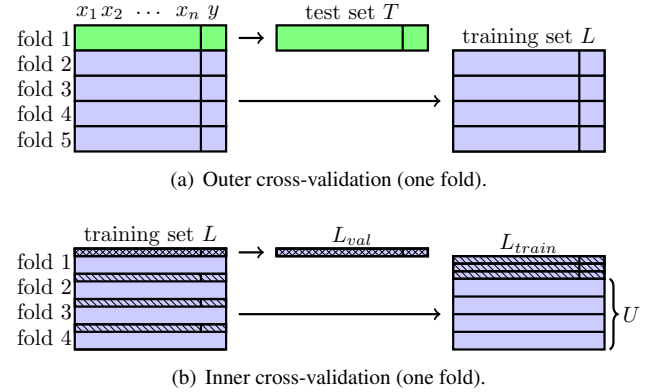 x1 x2 ... xn y
test set T
fold 1
training set L
fold 2
fold 3
fold 4
fold 5
(a) Outer cross-validation (one fold).
training set L
Lval
Ltrain
fold 1
fold 2
fold 3
U
fold 4
(b) Inner cross-validation (one fold).